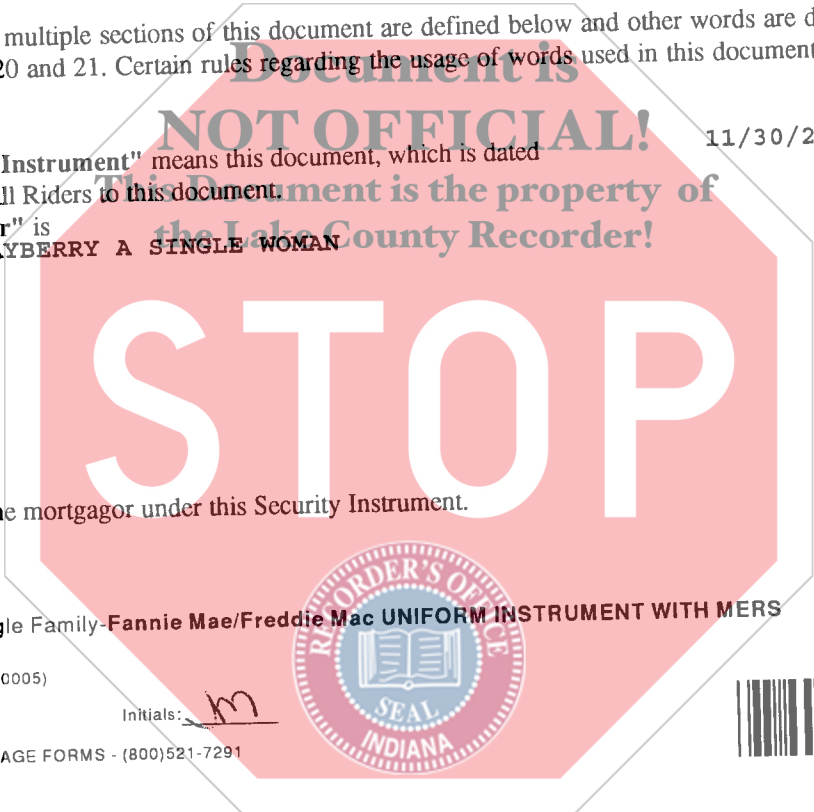 multiple sections of this document are defined below and other words are d
20 and 21. Certain rules regarding the usage of words used in this document
Document is
NOT OFFICIAL!
This Document is the property of
the Lake County Recorder!
Instrument" means this document, which is dated 11/30/2
ll Riders to this document.
r" is
YBERRY A SINGLE WOMAN
STOP
e mortgagor under this Security Instrument.
gle Family-Fannie Mae/Freddie Mac UNIFORM INSTRUMENT WITH MERS
0005)
Initials: M
AGE FORMS - (800)521-7291
RECORDER'S OFFICE
SEAL
INDIANA